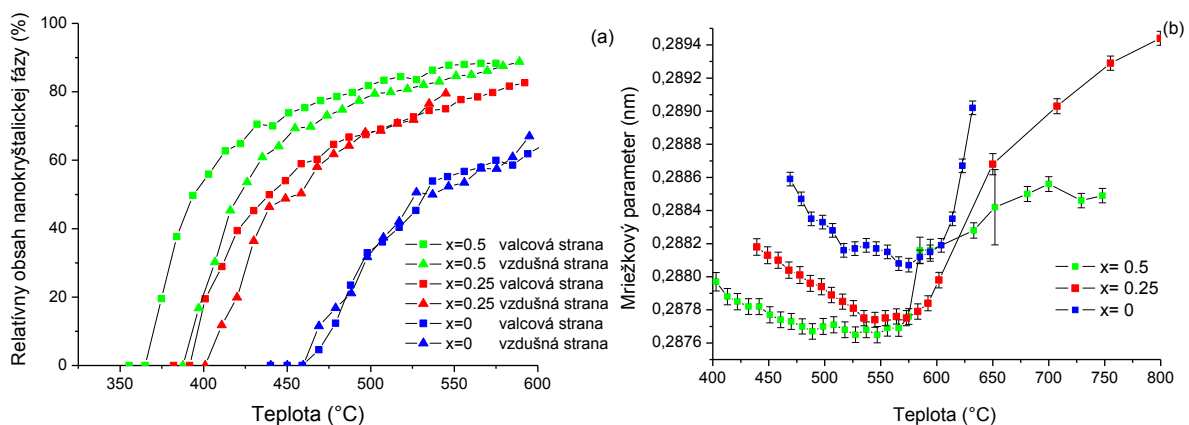 Relatívny obsah nanokryštalickej fázy (%)
100
80
60
40
20
0
350
400
450
500
550
600
Teplota (°C)
(a)
x=0.5 valcová strana
x=0.5 vzdušná strana
x=0.25 valcová strana
x=0.25 vzdušná strana
x=0 valcová strana
x=0 vzdušná strana
Mriežkový parameter (nm)
0,2894
0,2892
0,2890
0,2888
0,2886
0,2884
0,2882
0,2880
0,2878
0,2876
400
450
500
550
600
650
700
750
800
Teplota (°C)
(b)
x= 0.5
x= 0.25
x= 0